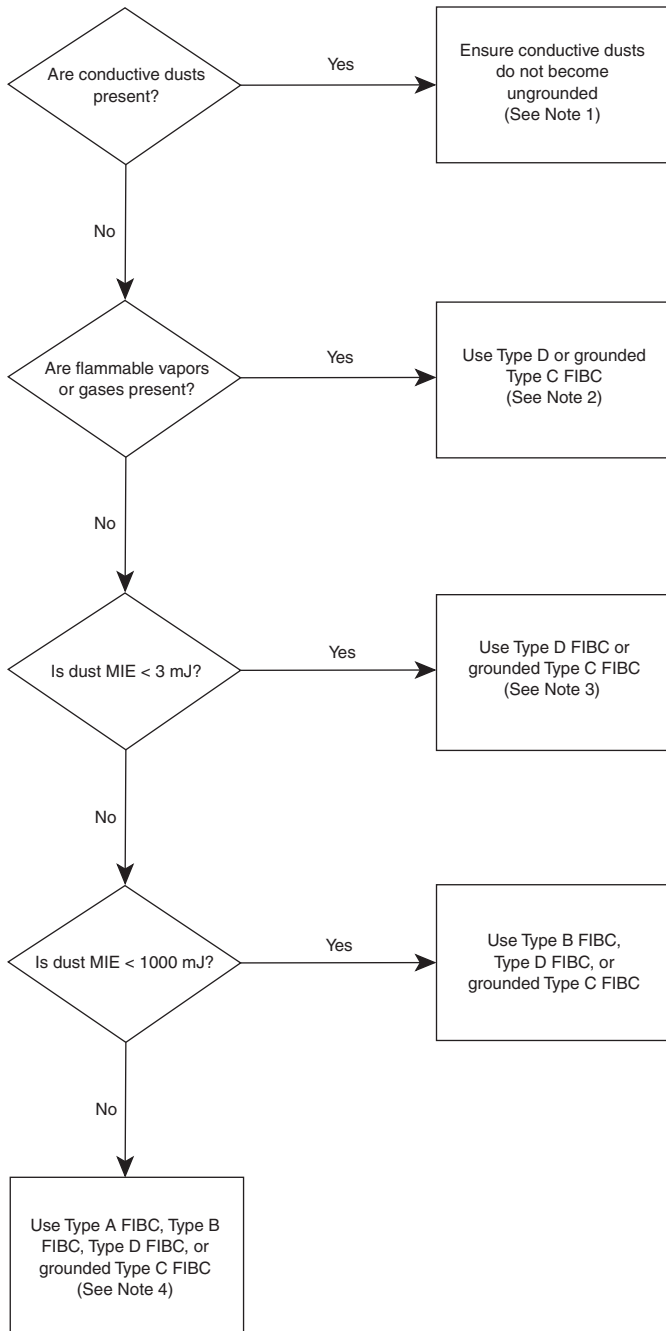 Are conductive dusts
present?
Yes
Ensure conductive dusts
do not become
ungrounded
(See Note 1)
No
Are flammable vapors
or gases present?
Yes
Use Type D or grounded
Type C FIBC
(See Note 2)
No
Is dust MIE < 3 mJ?
Yes
Use Type D FIBC or
grounded Type C FIBC
(See Note 3)
No
Is dust MIE < 1000 mJ?
Yes
Use Type B FIBC,
Type D FIBC, or
grounded Type C FIBC
No
Use Type A FIBC, Type B
FIBC, Type D FIBC, or
grounded Type C FIBC
(See Note 4)